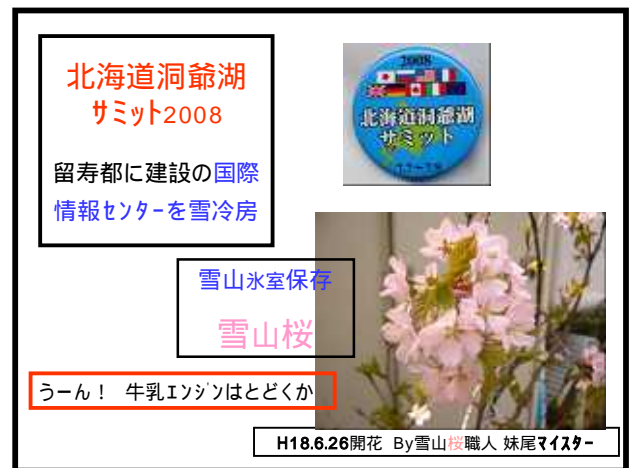 北海道洞爺湖
ｻﾐｯﾄ2008
留寿都に建設の国際
情報ｾﾝﾀｰを雪冷房
2008
北海道洞爺湖
サミット
雪山氷室保存
雪山桜
うーん！ 牛乳ｴﾝｼﾞﾝはとどくか
H18.6.26開花 By雪山桜職人 妹尾ﾏｲｽﾀｰ